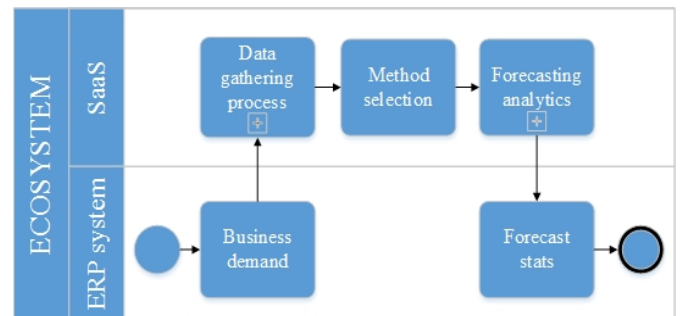 ECOSYSTEM
SaaS
Data
gathering
process
Method
selection
Forecasting
analytics
ERP system
Business
demand
Forecast
stats